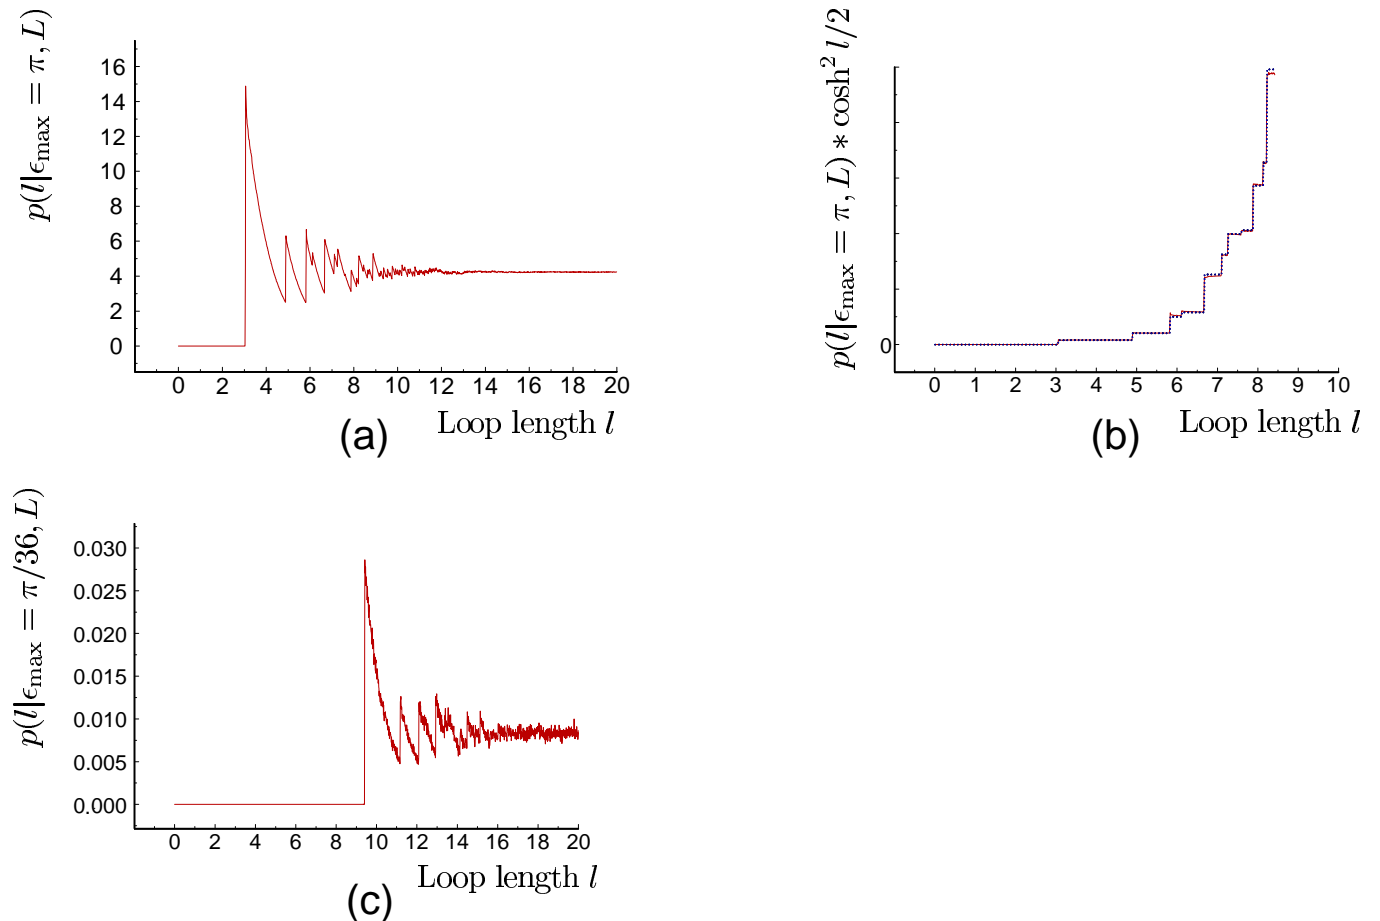 p(l|ϵmax = π, L)
16
14
12
10
8
6
4
2
0
0 2 4 6 8 10 12 14 16 18 20
Loop length l
(a)
p(l|ϵmax = π, L) ∗ cosh² l/2
0
0 1 2 3 4 5 6 7 8 9 10
Loop length l
(b)
p(l|ϵmax = π/36, L)
0.030
0.025
0.020
0.015
0.010
0.005
0.000
0 2 4 6 8 10 12 14 16 18 20
Loop length l
(c)